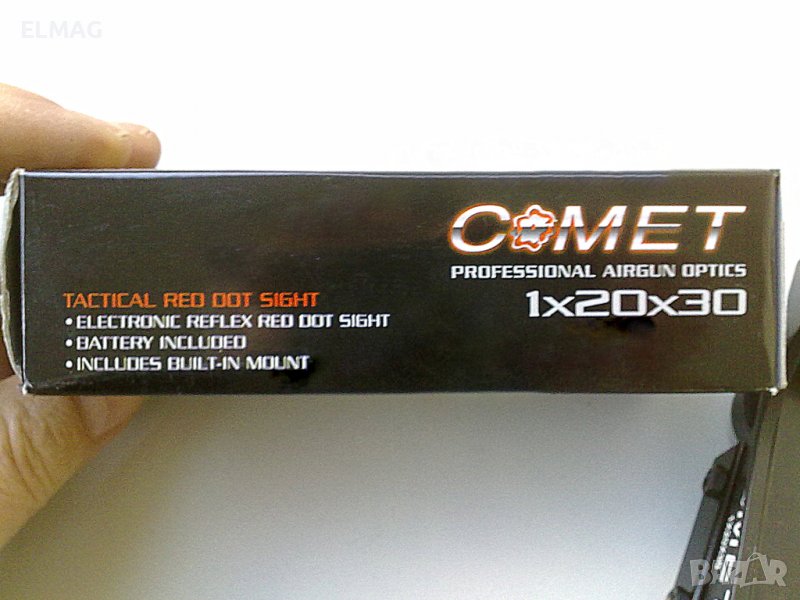 ELMAG
COMET
PROFESSIONAL AIRGUN OPTICS
1x20x30
TACTICAL RED DOT SIGHT
• ELECTRONIC REFLEX RED DOT SIGHT
• BATTERY INCLUDED
• INCLUDES BUILT-IN MOUNT
BAZAR